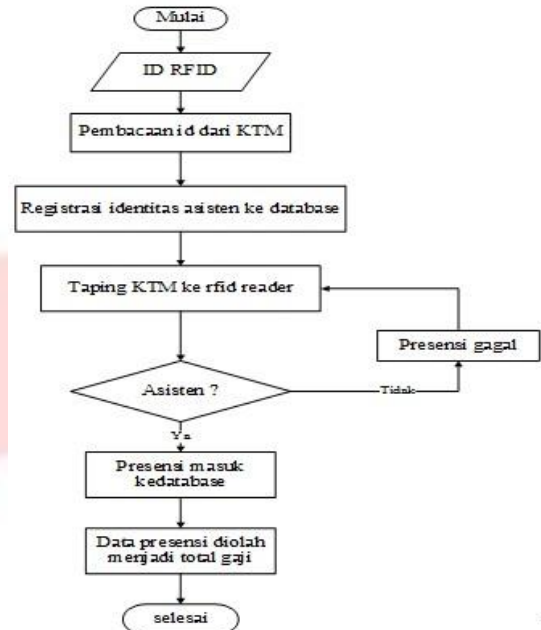 Mulai
ID RFID
Pembacaan id dari KTM
Registrasi identitas asisten ke database
Taping KTM ke rfid reader
Presensi gagal
Asisten ?
Tidak
Ya
Presensi masuk
kedatabase
Data presensi diolah
menjadi total gaji
selesai